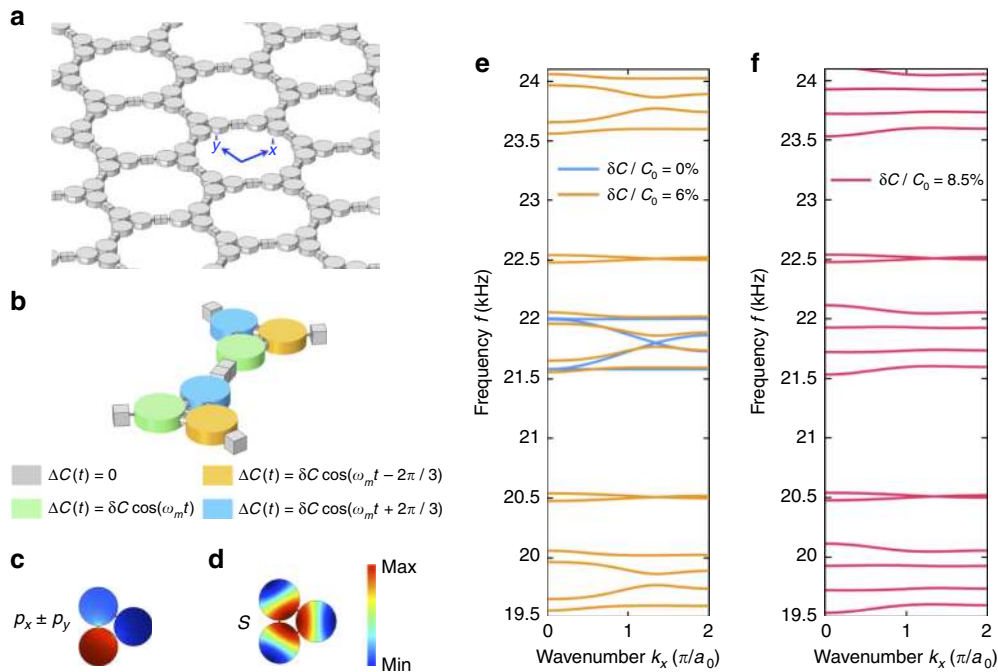 a
y
x
b
ΔC(t) = 0
ΔC(t) = δC cos(ω_m t − 2π / 3)
ΔC(t) = δC cos(ω_m t)
ΔC(t) = δC cos(ω_m t + 2π / 3)
c
p_x ± p_y
d
S
Max
Min
e
Frequency f (kHz)
24
23.5
23
22.5
22
21.5
21
20.5
20
19.5
δC / C_0 = 0%
δC / C_0 = 6%
0
1
2
Wavenumber k_x (π/a_0)
f
Frequency f (kHz)
24
23.5
23
22.5
22
21.5
21
20.5
20
19.5
δC / C_0 = 8.5%
0
1
2
Wavenumber k_x (π/a_0)